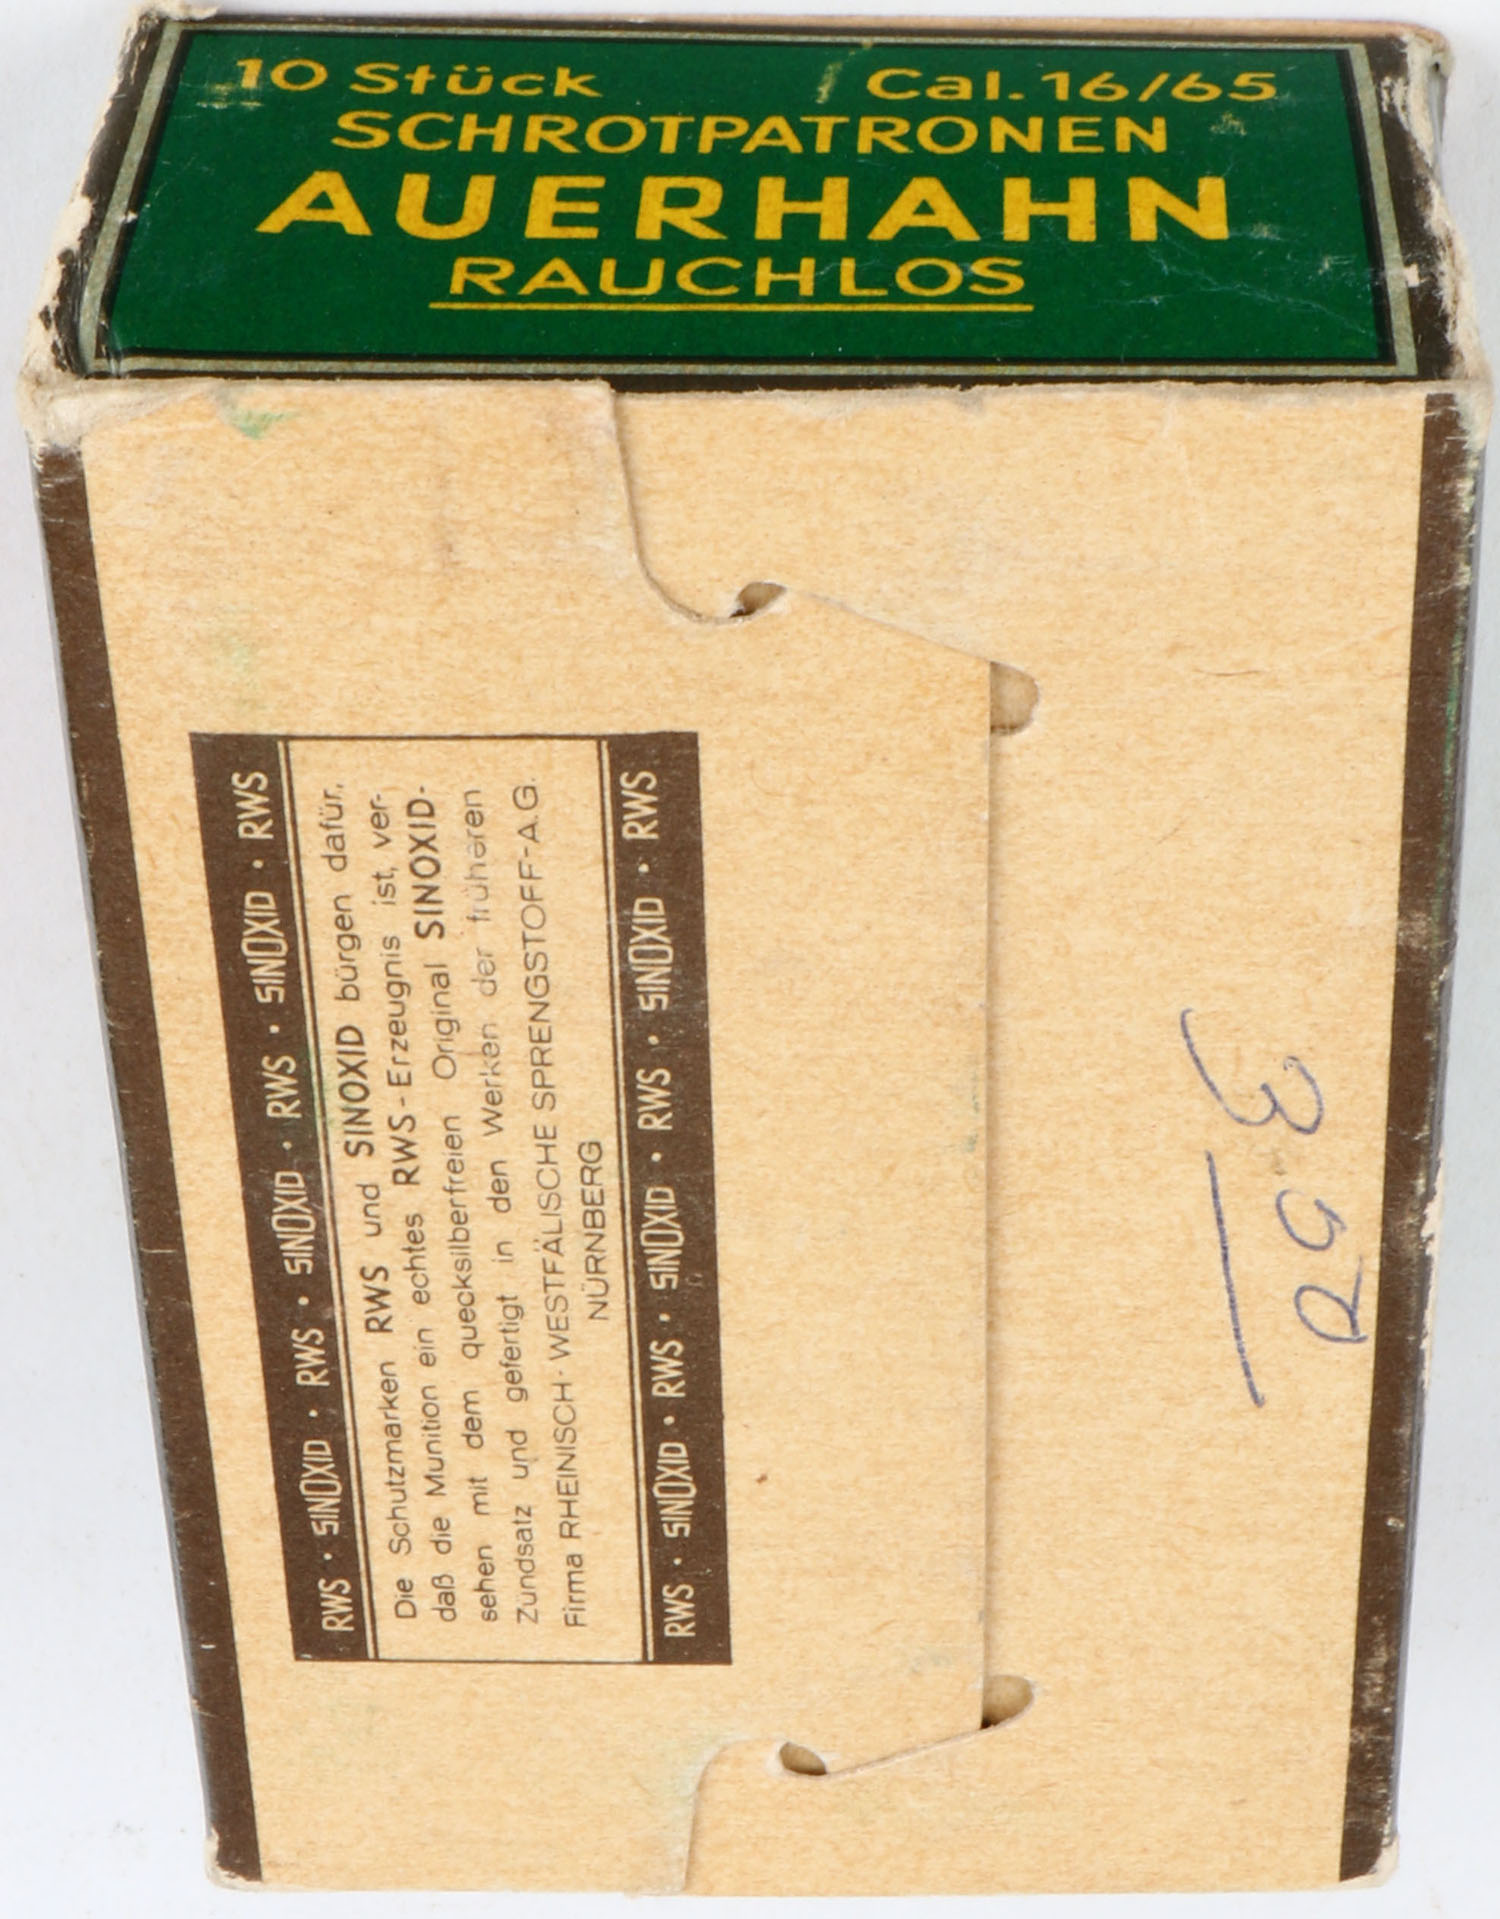 10 Stück Cal. 16/65
SCHROTPATRONEN
AUERHAHN
RAUCHLOS
RWS · SINOXID · RWS · SINOXID · RWS · SINOXID · RWS
Die Schutzmarken RWS und SINOXID bürgen dafür,
daß die Munition ein echtes RWS-Erzeugnis ist, ver-
sehen mit dem quecksilberfreien Original SINOXID-
Zündsatz und gefertigt in den Werken der früheren
Firma RHEINISCH-WESTFÄLISCHE SPRENGSTOFF-A.G.
NÜRNBERG
RWS · SINOXID · RWS · SINOXID · RWS · SINOXID · RWS